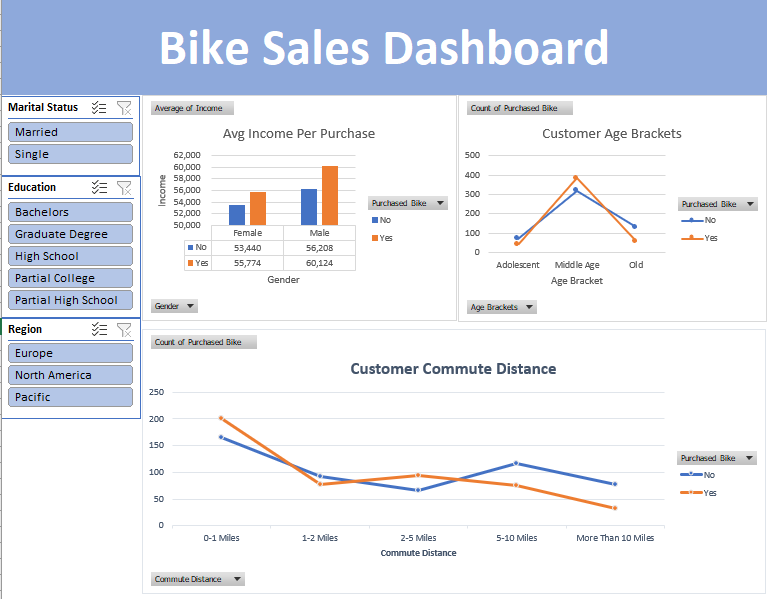 Bike Sales Dashboard
Marital Status
Married
Single
Education
Bachelors
Graduate Degree
High School
Partial College
Partial High School
Region
Europe
North America
Pacific
Average of Income
Avg Income Per Purchase
62,000
60,000
58,000
56,000
54,000
52,000
50,000
Income
Female Male
No 53,440 56,208
Yes 55,774 60,124
Gender
Purchased Bike
No
Yes
Gender
Count of Purchased Bike
Customer Age Brackets
500
400
300
200
100
0
Adolescent Middle Age Old
Age Bracket
Purchased Bike
No
Yes
Age Brackets
Count of Purchased Bike
Customer Commute Distance
250
200
150
100
50
0
0-1 Miles 1-2 Miles 2-5 Miles 5-10 Miles More Than 10 Miles
Commute Distance
Purchased Bike
No
Yes
Commute Distance